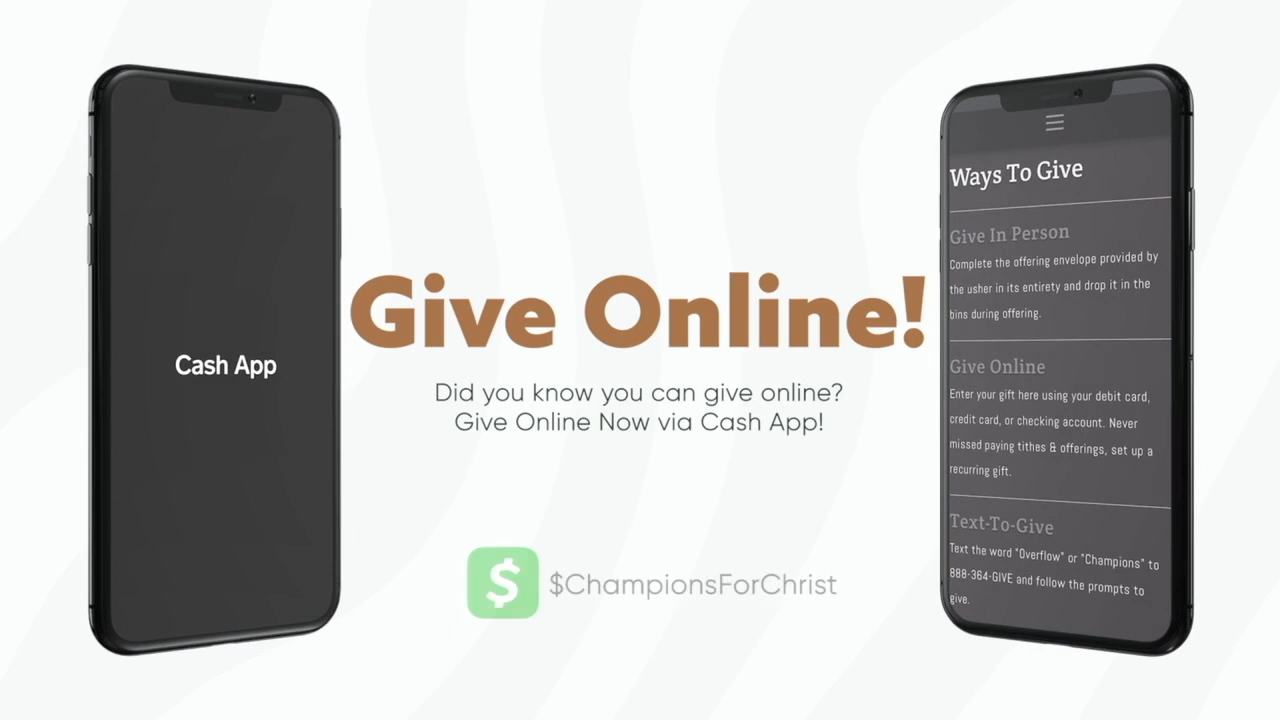 Cash App
Give Online!
Did you know you can give online?
Give Online Now via Cash App!
$
$ChampionsForChrist
Ways To Give
Give In Person
Complete the offering envelope provided by
the usher in its entirety and drop it in the
bins during offering.
Give Online
Enter your gift here using your debit card,
credit card, or checking account. Never
missed paying tithes & offerings, set up a
recurring gift.
Text-To-Give
Text the word "Overflow" or "Champions" to
888-364-GIVE and follow the prompts to
give.